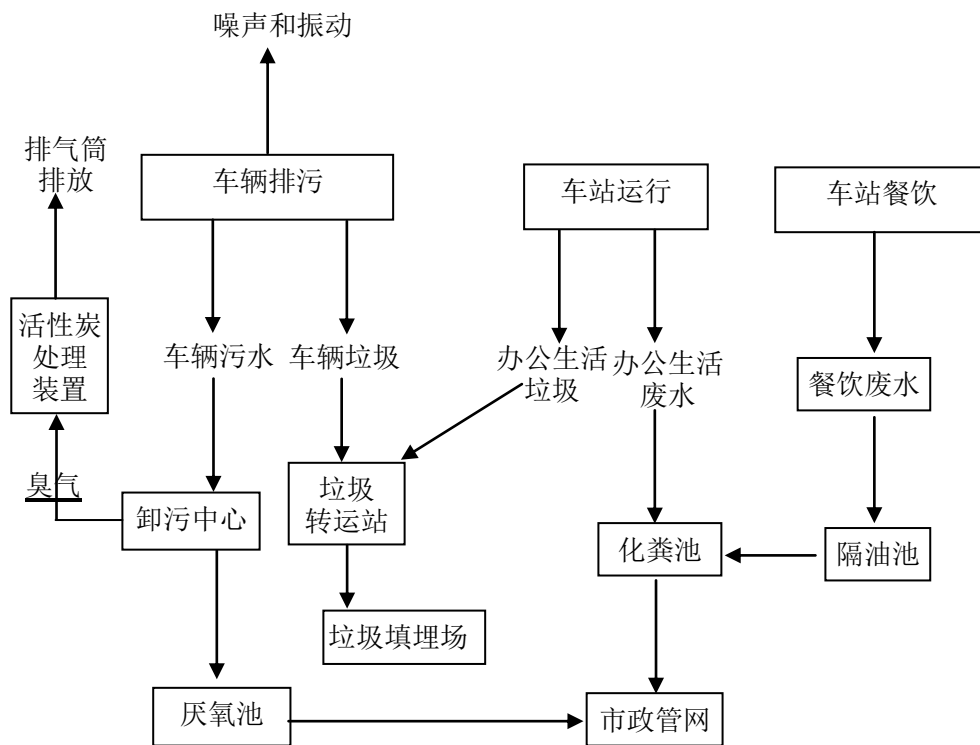 噪声和振动
排气筒
排放
车辆排污
车站运行
车站餐饮
活性炭
处理
装置
车辆污水
车辆垃圾
办公生活
垃圾
办公生活
废水
餐饮废水
臭气
卸污中心
垃圾
转运站
化粪池
隔油池
垃圾填埋场
厌氧池
市政管网